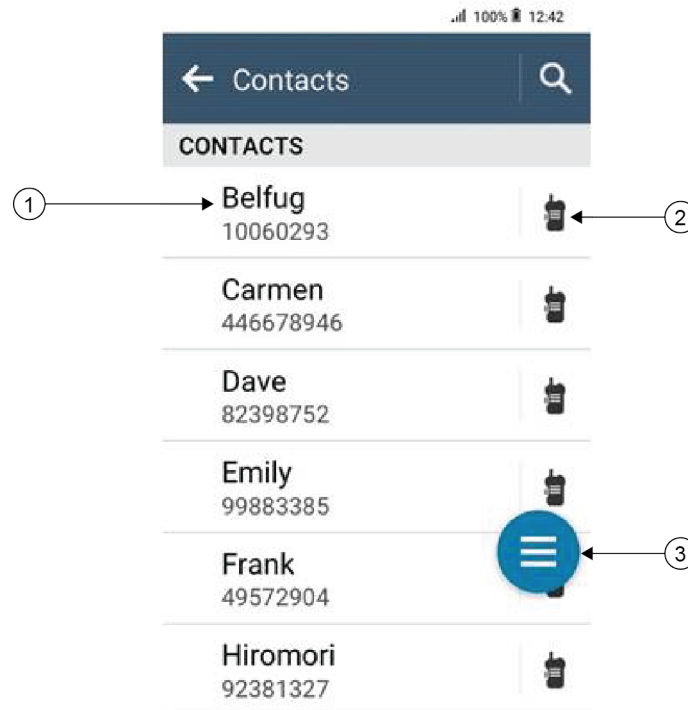 100% 12:42
Contacts
CONTACTS
1
Belfug
10060293
2
Carmen
446678946
Dave
82398752
Emily
99883385
3
Frank
49572904
Hiromori
92381327